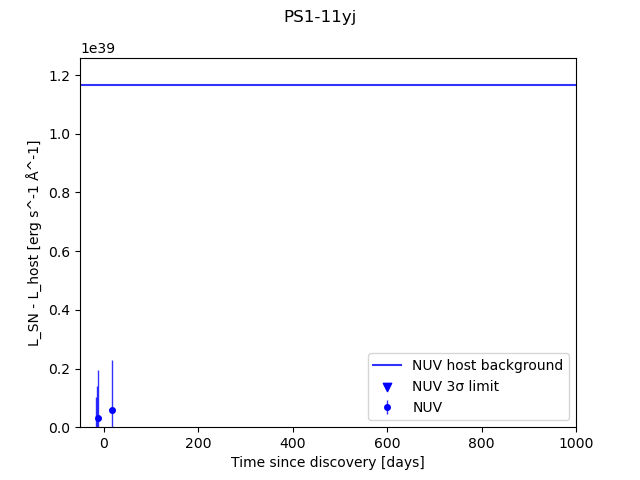 PS1-11yj
1e39
1.2
1.0
0.8
0.6
0.4
0.2
0.0
L_SN - L_host [erg s^-1 Å^-1]
0
200
400
600
800
1000
Time since discovery [days]
NUV host background
NUV 3σ limit
NUV